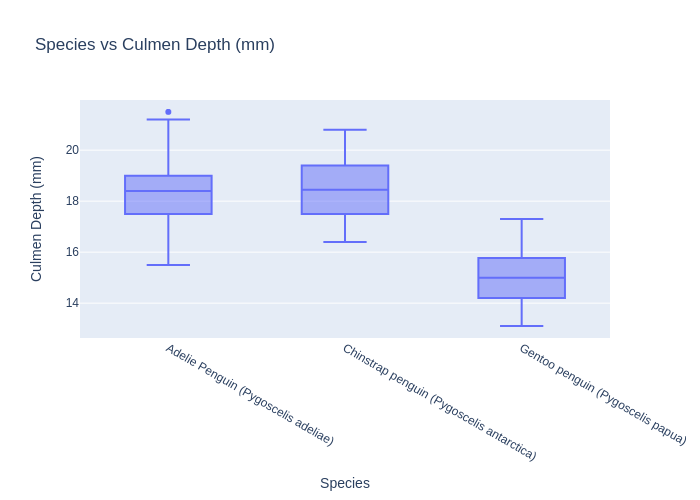 Species vs Culmen Depth (mm)
Culmen Depth (mm)
20
18
16
14
Adelie Penguin (Pygoscelis adeliae)
Chinstrap penguin (Pygoscelis antarctica)
Gentoo penguin (Pygoscelis papua)
Species